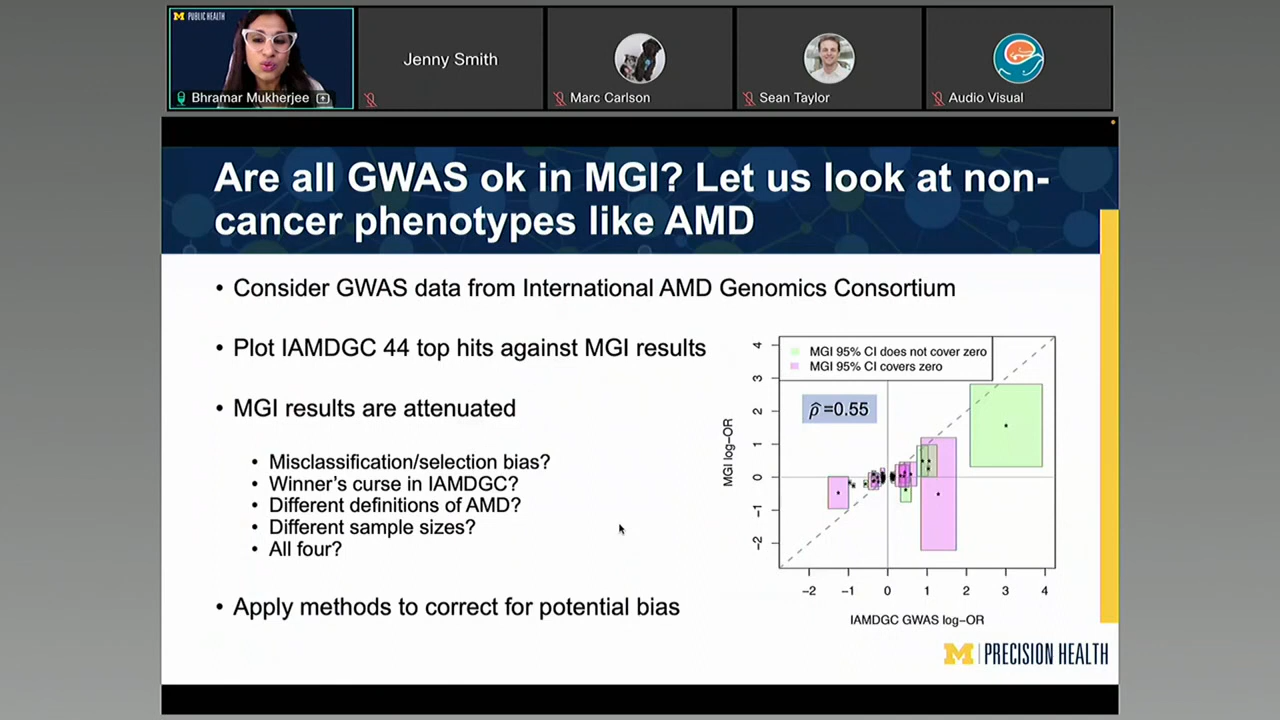 M PUBLIC HEALTH
Bhramar Mukherjee
Jenny Smith
Marc Carlson
Sean Taylor
Audio Visual
Are all GWAS ok in MGI? Let us look at non-
cancer phenotypes like AMD
• Consider GWAS data from International AMD Genomics Consortium
• Plot IAMDGC 44 top hits against MGI results
• MGI results are attenuated
• Misclassification/selection bias?
• Winner's curse in IAMDGC?
• Different definitions of AMD?
• Different sample sizes?
• All four?
• Apply methods to correct for potential bias
MGI 95% CI does not cover zero
MGI 95% CI covers zero
ρ̂=0.55
MGI log−OR
4
3
2
1
0
−1
−2
−2 −1 0 1 2 3 4
IAMDGC GWAS log−OR
M PRECISION HEALTH